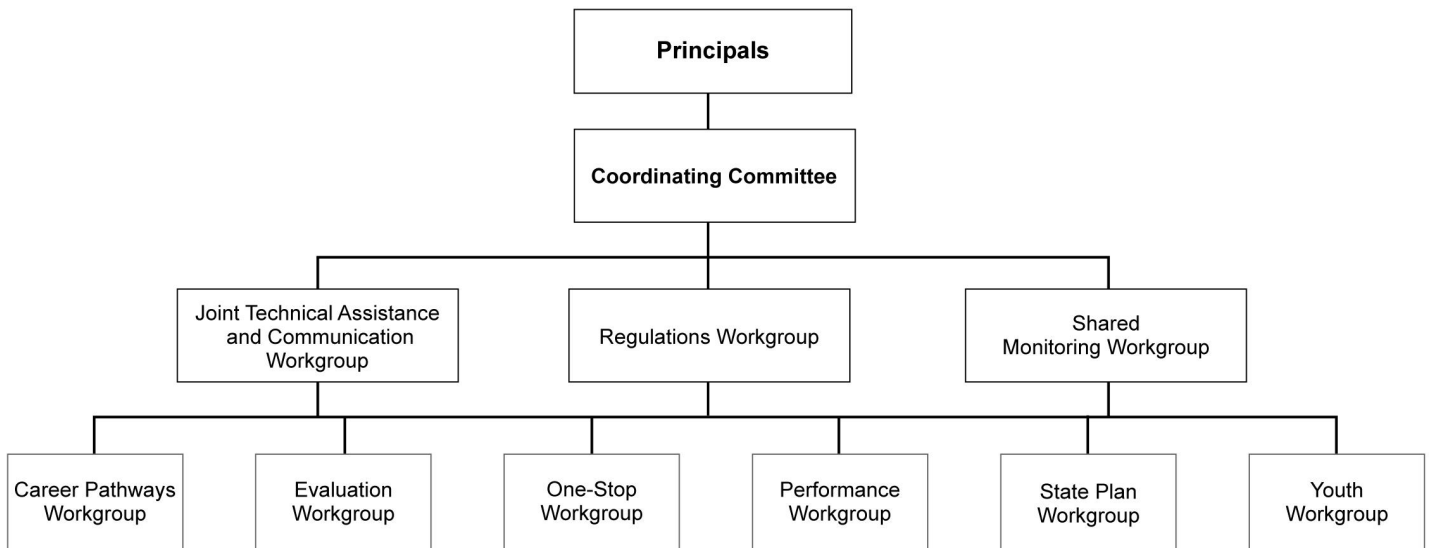 Principals
Coordinating Committee
Joint Technical Assistance
and Communication
Workgroup
Regulations Workgroup
Shared
Monitoring Workgroup
Career Pathways
Workgroup
Evaluation
Workgroup
One-Stop
Workgroup
Performance
Workgroup
State Plan
Workgroup
Youth
Workgroup